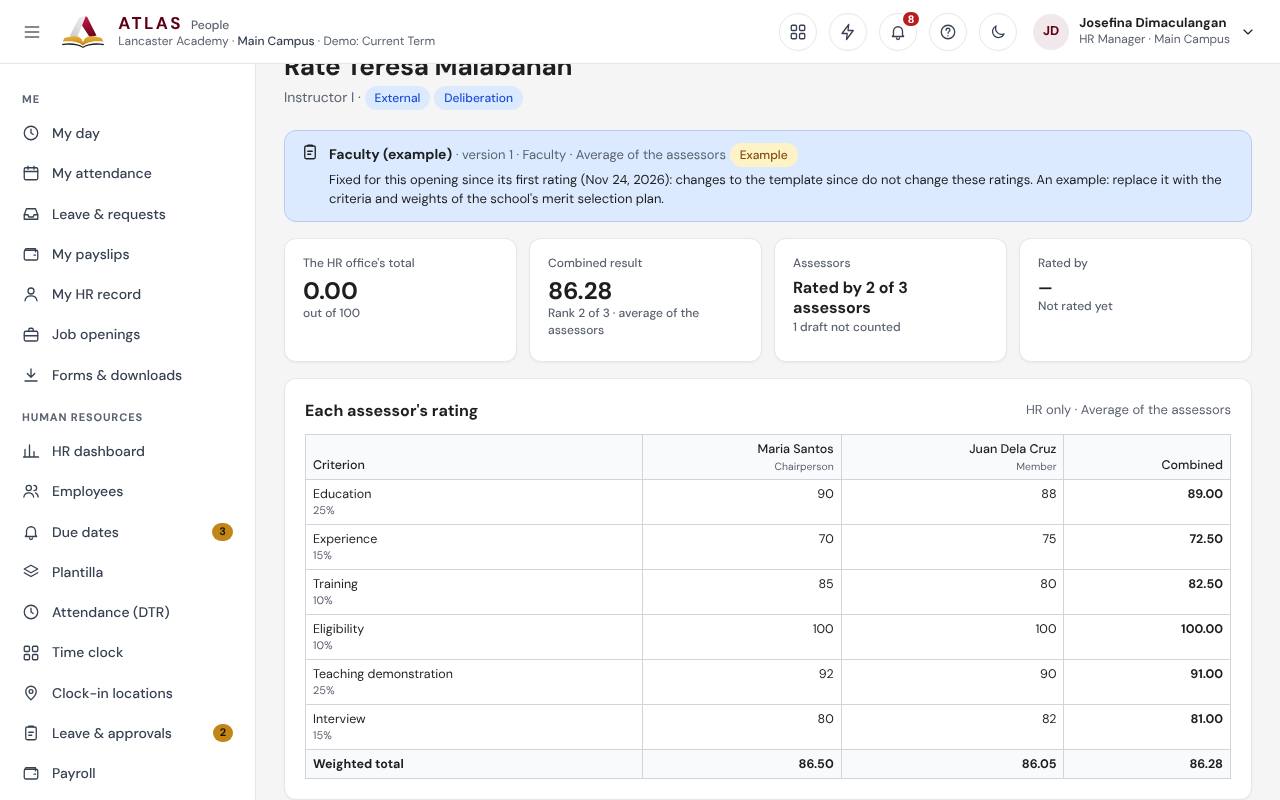 ATLAS People
Lancaster Academy · Main Campus · Demo: Current Term
8
JD
Josefina Dimaculangan
HR Manager · Main Campus
ME
My day
My attendance
Leave & requests
My payslips
My HR record
Job openings
Forms & downloads
HUMAN RESOURCES
HR dashboard
Employees
Due dates 3
Plantilla
Attendance (DTR)
Time clock
Clock-in locations
Leave & approvals 2
Payroll
Rate Teresa Malabanan
Instructor I · External Deliberation
Faculty (example) · version 1 · Faculty · Average of the assessors Example
Fixed for this opening since its first rating (Nov 24, 2026): changes to the template since do not change these ratings. An example: replace it with the
criteria and weights of the school's merit selection plan.
The HR office's total
0.00
out of 100
Combined result
86.28
Rank 2 of 3 · average of the
assessors
Assessors
Rated by 2 of 3
assessors
1 draft not counted
Rated by
—
Not rated yet
Each assessor's rating
HR only · Average of the assessors
Criterion Maria Santos Juan Dela Cruz Combined
Chairperson Member
Education 90 88 89.00
25%
Experience 70 75 72.50
15%
Training 85 80 82.50
10%
Eligibility 100 100 100.00
10%
Teaching demonstration 92 90 91.00
25%
Interview 80 82 81.00
15%
Weighted total 86.50 86.05 86.28